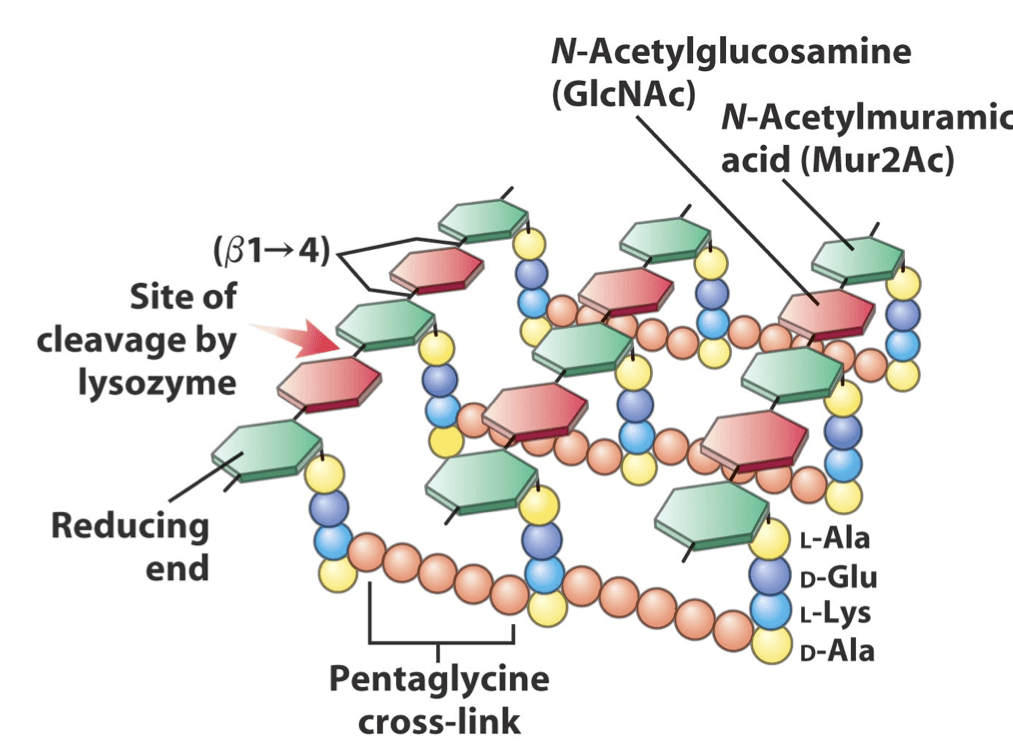 N-Acetylglucosamine
(GlcNAc)
N-Acetylmuramic
acid (Mur2Ac)
(β1→4)
Site of
cleavage by
lysozyme
Reducing
end
L-Ala
D-Glu
L-Lys
D-Ala
Pentaglycine
cross-link